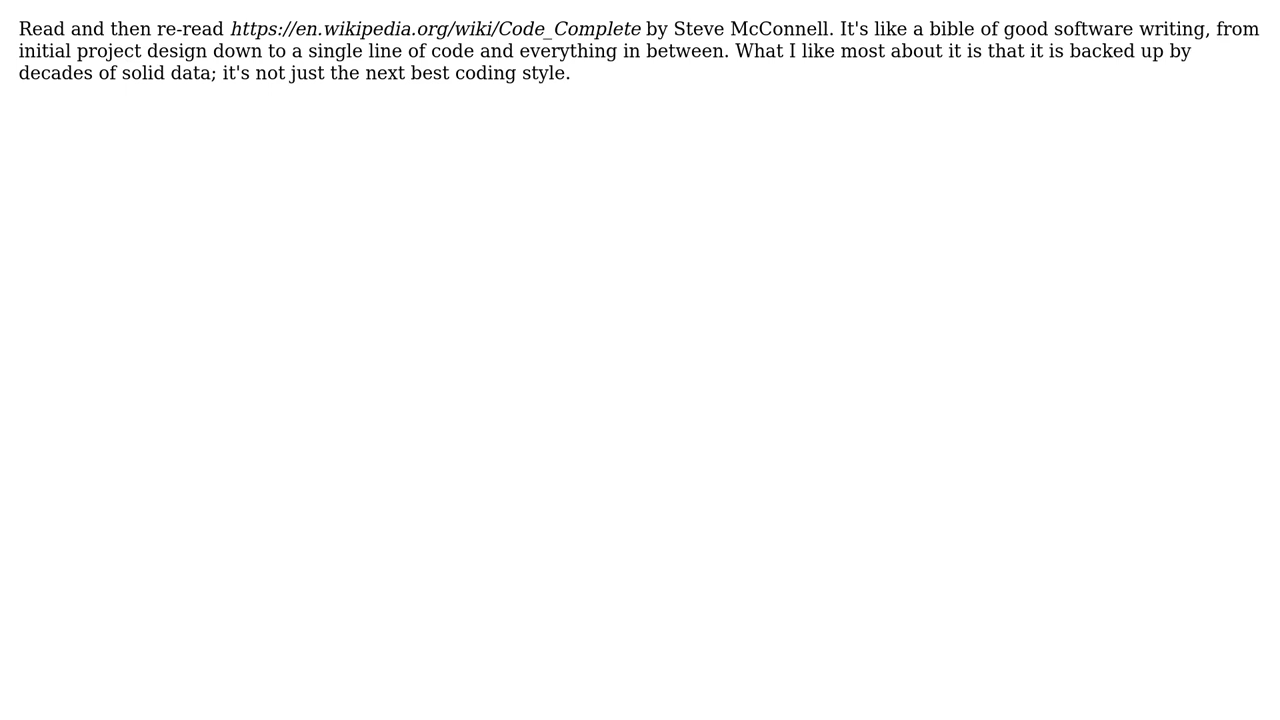 Read and then re-read https://en.wikipedia.org/wiki/Code_Complete by Steve McConnell. It's like a bible of good software writing, from
initial project design down to a single line of code and everything in between. What I like most about it is that it is backed up by
decades of solid data; it's not just the next best coding style.